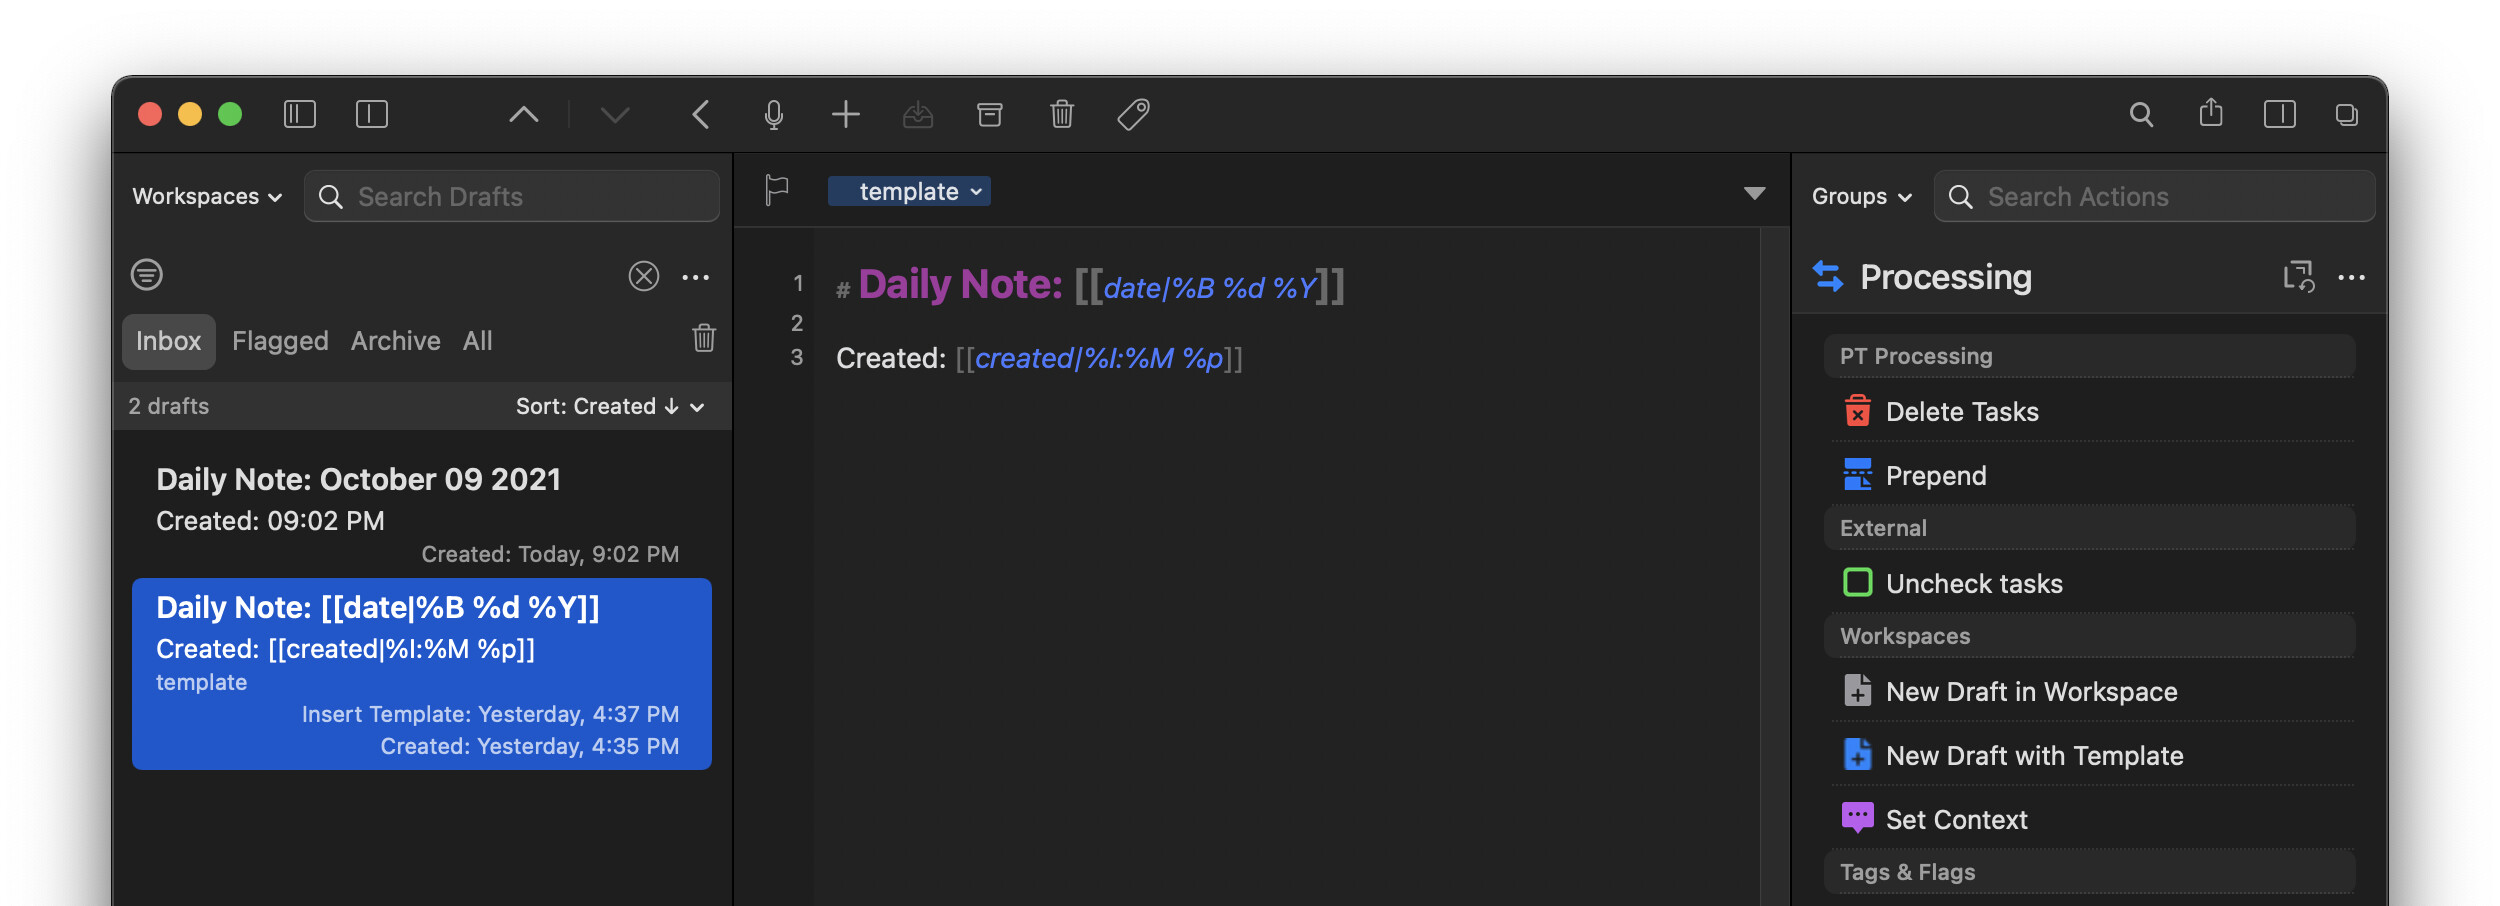 Workspaces
Search Drafts
Inbox Flagged Archive All
2 drafts
Sort: Created ↓
Daily Note: October 09 2021
Created: 09:02 PM
Created: Today, 9:02 PM
Daily Note: [[date|%B %d %Y]]
Created: [[created|%I:%M %p]]
template
Insert Template: Yesterday, 4:37 PM
Created: Yesterday, 4:35 PM
template
1 # Daily Note: [[date|%B %d %Y]]
2
3 Created: [[created|%I:%M %p]]
Groups
Search Actions
Processing
PT Processing
Delete Tasks
Prepend
External
Uncheck tasks
Workspaces
New Draft in Workspace
New Draft with Template
Set Context
Tags & Flags